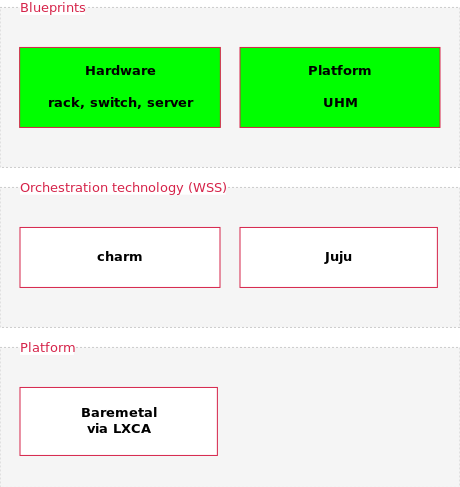 Blueprints
Hardware
rack, switch, server
Platform
UHM
Orchestration technology (WSS)
charm
Juju
Platform
Baremetal
via LXCA